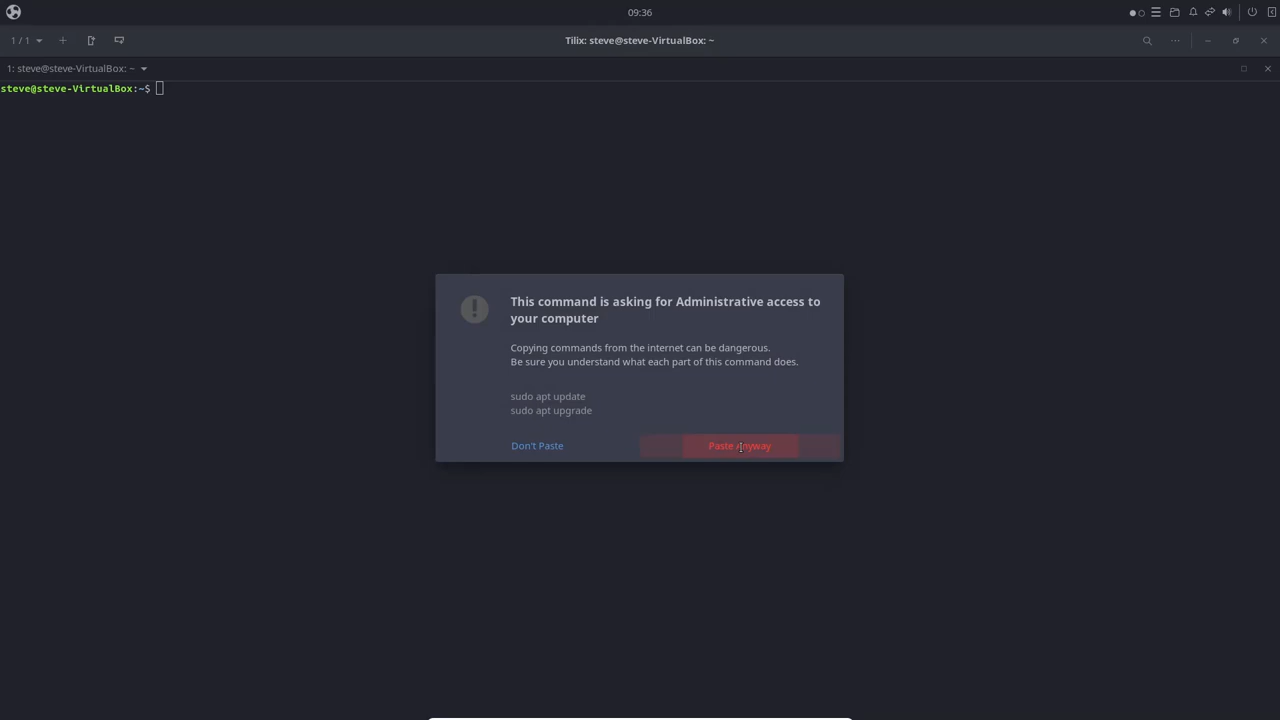 09:36
1 / 1
Tilix: steve@steve-VirtualBox: ~
1: steve@steve-VirtualBox: ~
steve@steve-VirtualBox:~$
This command is asking for Administrative access to
your computer
Copying commands from the internet can be dangerous.
Be sure you understand what each part of this command does.
sudo apt update
sudo apt upgrade
Don't Paste
Paste Anyway